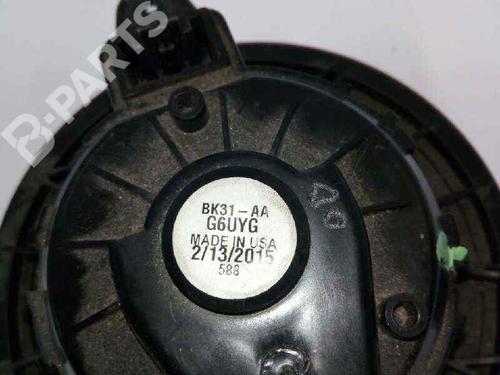 B-PARTS
BK31-AA
G6UYG
MADE IN USA
2/13/2015
588